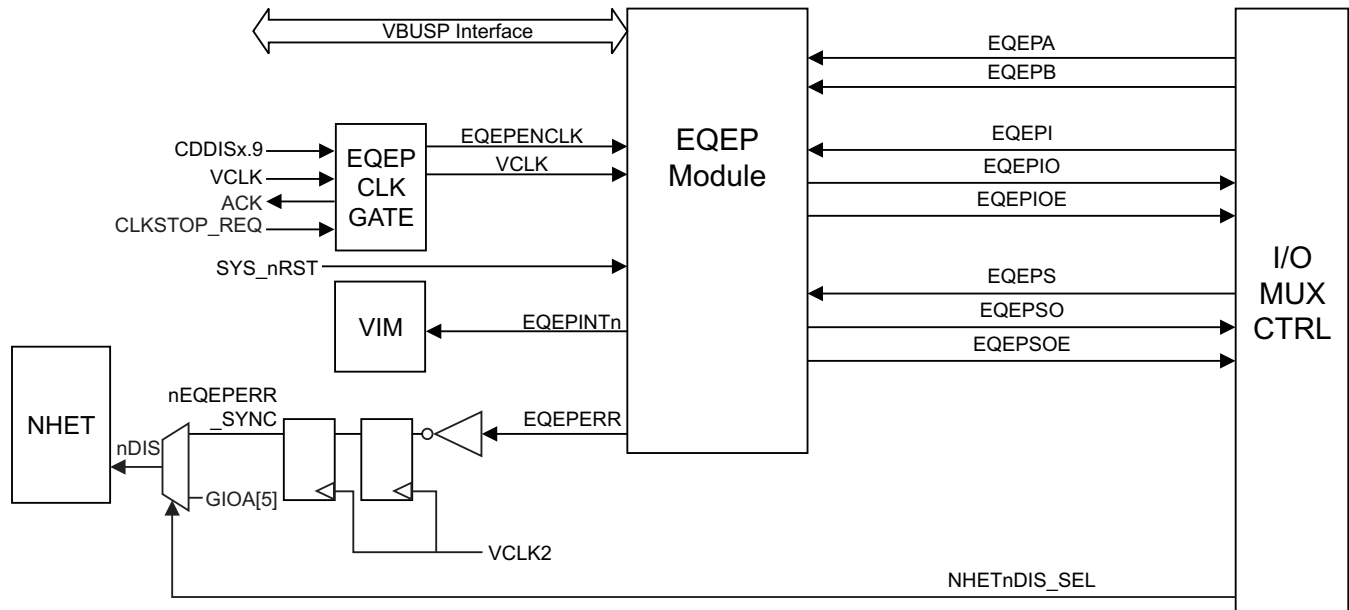 VBUSP Interface
EQEPA
EQEPB
EQEPENCLK
CDDISx.9
VCLK
ACK
CLKSTOP_REQ
EQEP
CLK
GATE
VCLK
EQEP
Module
EQEPI
EQEPIO
EQEPIOE
SYS_nRST
VIM
EQEPINTn
EQEPS
EQEPSO
EQEPSOE
I/O
MUX
CTRL
NHET
nDIS
nEQEPERR
_SYNC
EQEPERR
GIOA[5]
VCLK2
NHETnDIS_SEL